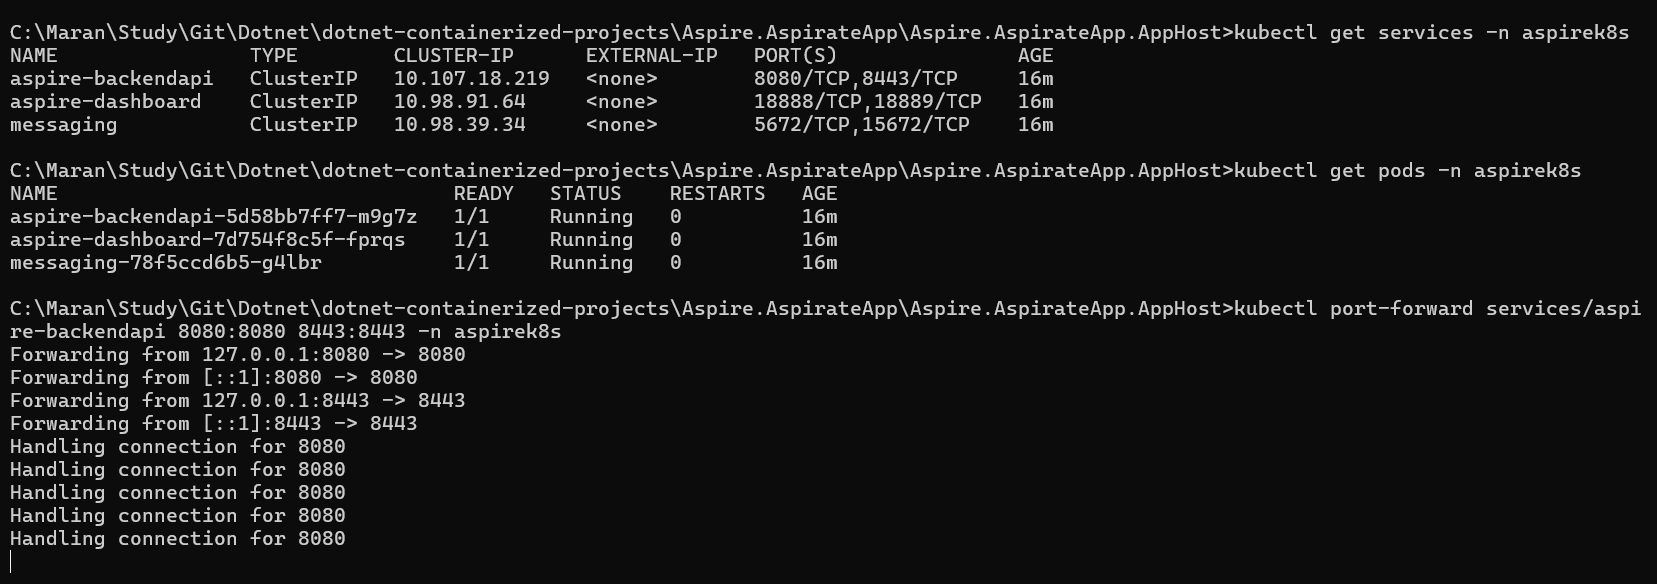 C:\Maran\Study\Git\Dotnet\dotnet-containerized-projects\Aspire.AspirateApp\Aspire.AspirateApp.AppHost>kubectl get services -n aspirek8s
NAME                TYPE        CLUSTER-IP      EXTERNAL-IP   PORT(S)               AGE
aspire-backendapi   ClusterIP   10.107.18.219   <none>        8080/TCP,8443/TCP     16m
aspire-dashboard    ClusterIP   10.98.91.64     <none>        18888/TCP,18889/TCP   16m
messaging           ClusterIP   10.98.39.34     <none>        5672/TCP,15672/TCP    16m
C:\Maran\Study\Git\Dotnet\dotnet-containerized-projects\Aspire.AspirateApp\Aspire.AspirateApp.AppHost>kubectl get pods -n aspirek8s
NAME                                 READY   STATUS    RESTARTS   AGE
aspire-backendapi-5d58bb7ff7-m9g7z   1/1     Running   0          16m
aspire-dashboard-7d754f8c5f-fprqs    1/1     Running   0          16m
messaging-78f5ccd6b5-g4lbr           1/1     Running   0          16m
C:\Maran\Study\Git\Dotnet\dotnet-containerized-projects\Aspire.AspirateApp\Aspire.AspirateApp.AppHost>kubectl port-forward services/aspi
re-backendapi 8080:8080 8443:8443 -n aspirek8s
Forwarding from 127.0.0.1:8080 -> 8080
Forwarding from [::1]:8080 -> 8080
Forwarding from 127.0.0.1:8443 -> 8443
Forwarding from [::1]:8443 -> 8443
Handling connection for 8080
Handling connection for 8080
Handling connection for 8080
Handling connection for 8080
Handling connection for 8080